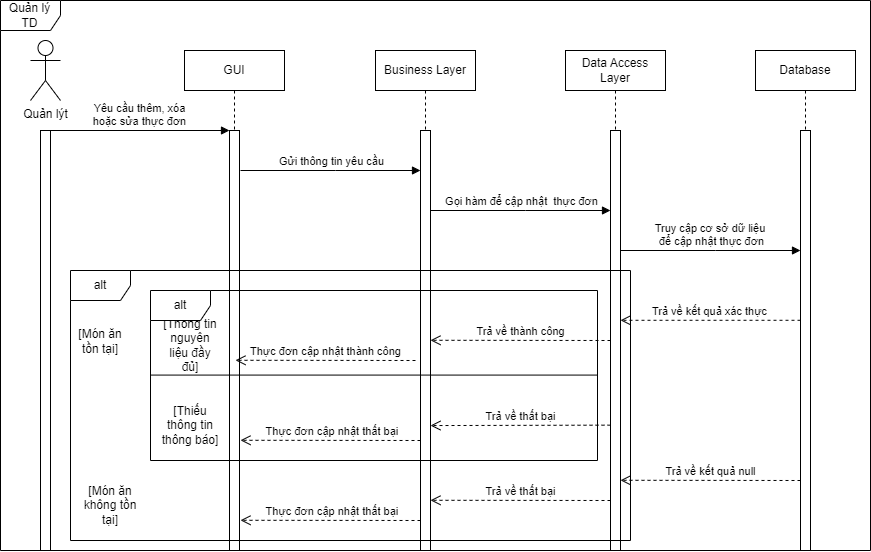 Quản lý
TD
Quản lýt
GUI
Business Layer
Data Access
Layer
Database
Yêu cầu thêm, xóa
hoặc sửa thực đơn
Gửi thông tin yêu cầu
Gọi hàm để cập nhật thực đơn
Truy cập cơ sở dữ liệu
để cập nhật thực đơn
alt
alt
Trả về kết quả xác thực
[Món ăn
tồn tại]
[Thông tin
nguyên
liệu đầy
đủ]
Trả về thành công
Thực đơn cập nhật thành công
[Thiếu
thông tin
thông báo]
Trả về thất bại
Thực đơn cập nhật thất bại
Trả về kết quả null
[Món ăn
không tồn
tại]
Trả về thất bại
Thực đơn cập nhật thất bại